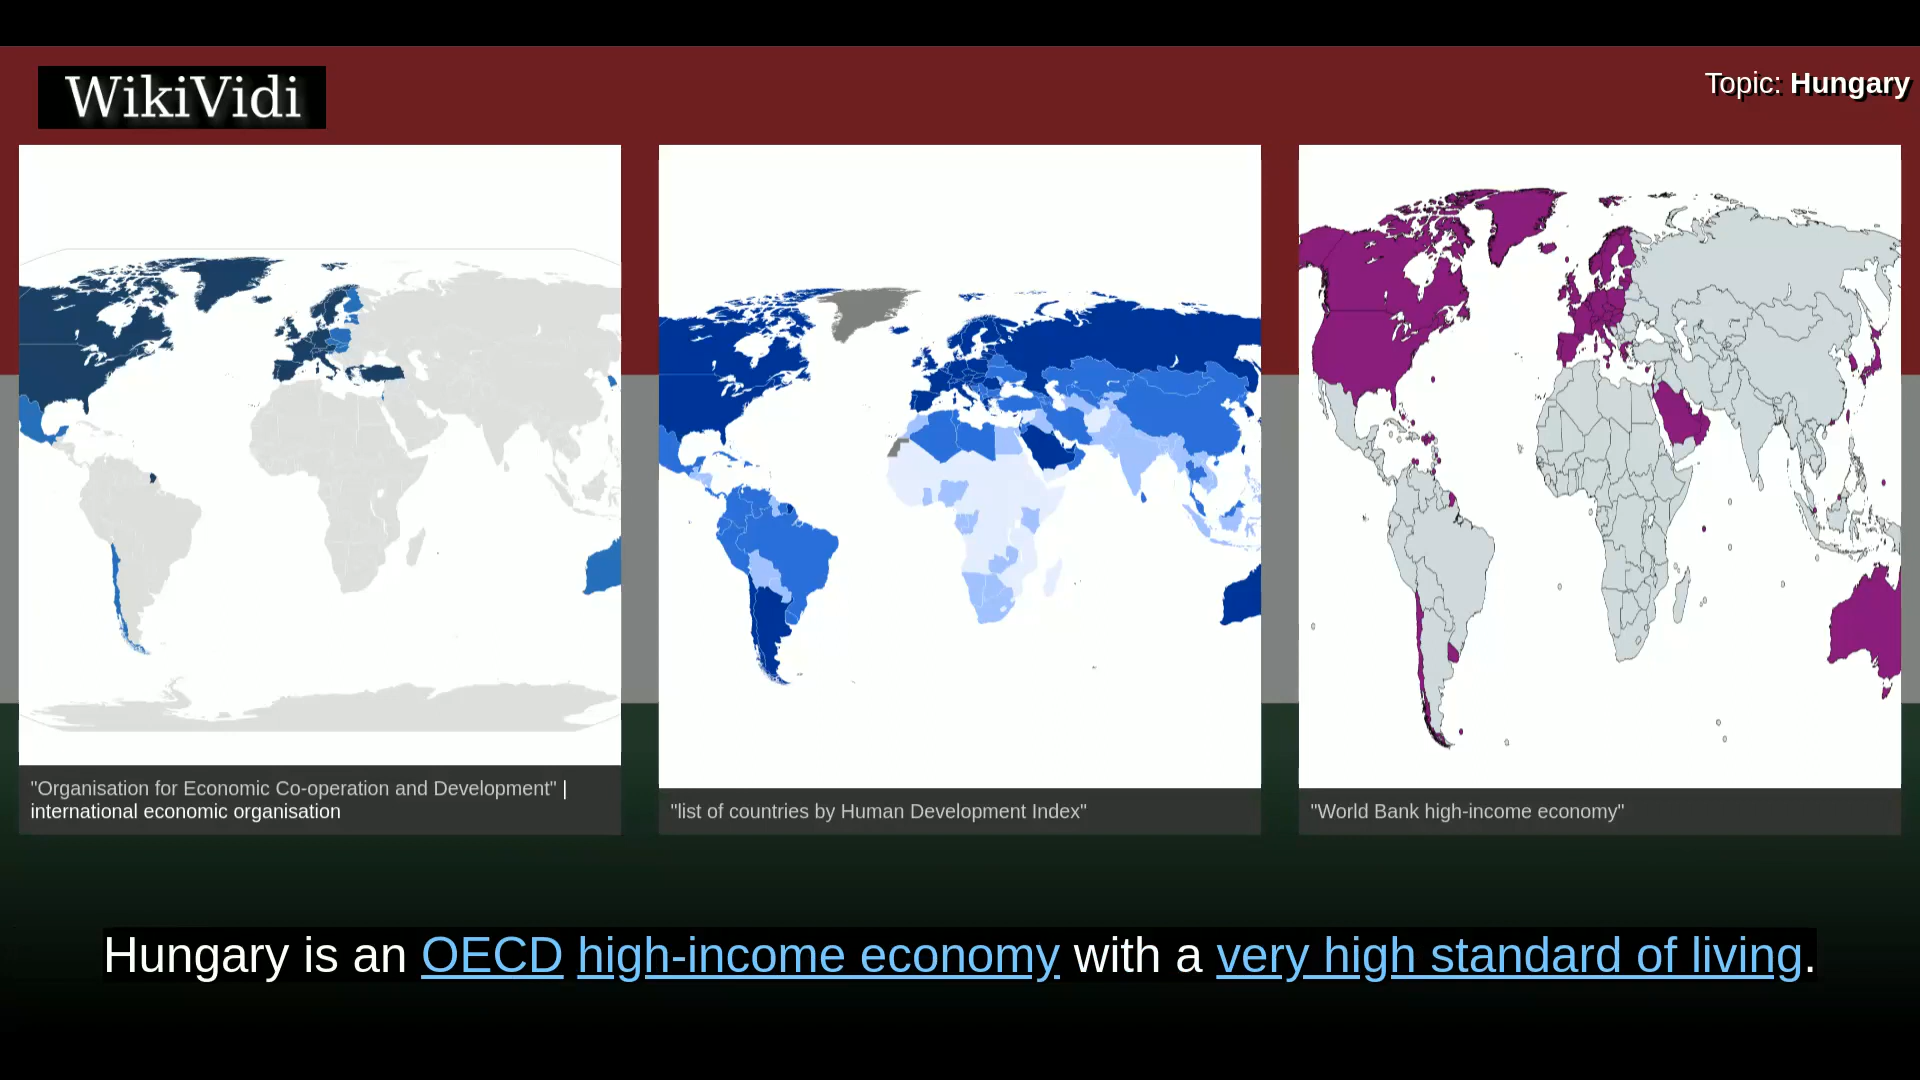 WikiVidi
Topic: Hungary
"Organisation for Economic Co-operation and Development" |
international economic organisation
"list of countries by Human Development Index"
"World Bank high-income economy"
Hungary is an OECD high-income economy with a very high standard of living.